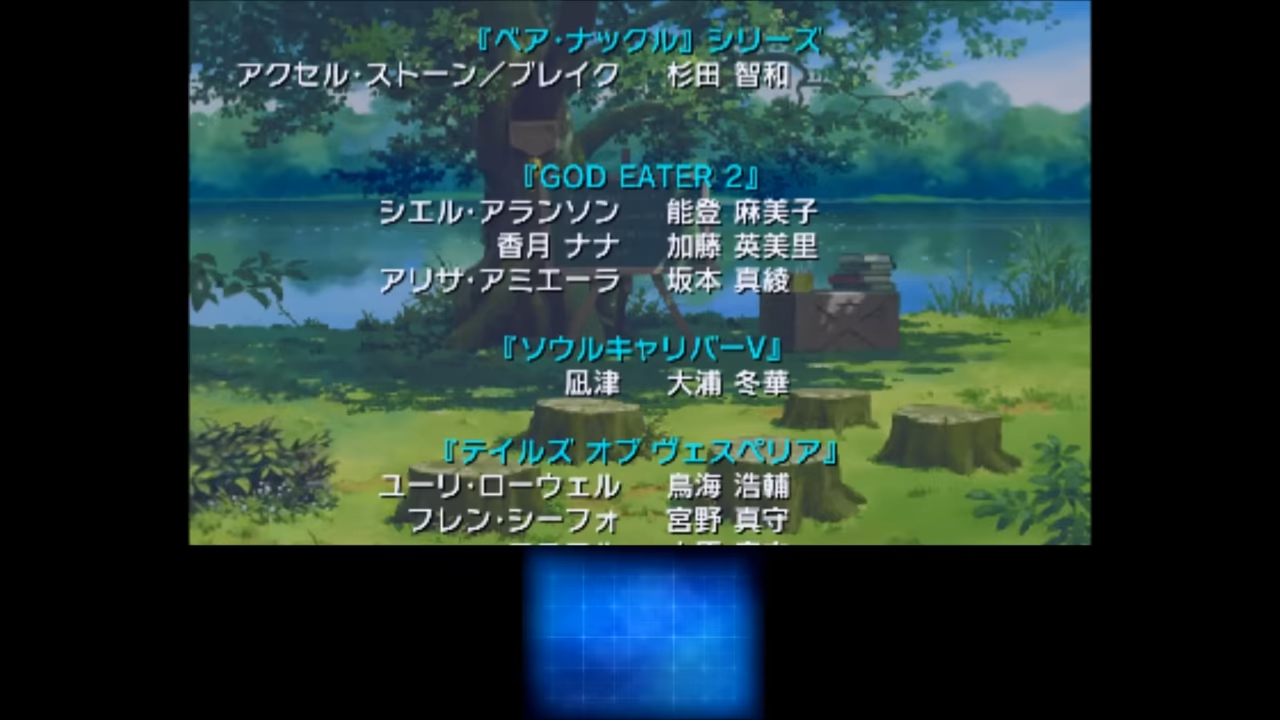 『ベア・ナックル』シリーズ
アクセル・ストーン／ブレイク 杉田 智和
『GOD EATER 2』
シエル・アランソン 能登 麻美子
香月 ナナ 加藤 英美里
アリサ・アミエーラ 坂本 真綾
『ソウルキャリバーV』
凪津 大浦 冬華
『テイルズ オブ ヴェスペリア』
ユーリ・ローウェル 鳥海 浩輔
フレン・シーフォ 宮野 真守